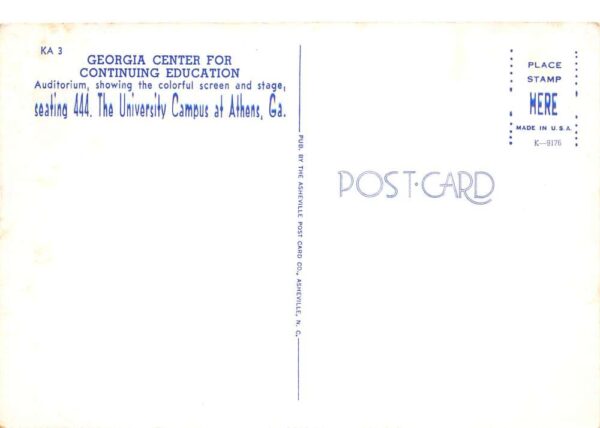 KA 3
GEORGIA CENTER FOR
CONTINUING EDUCATION
Auditorium, showing the colorful screen and stage,
seating 444. The University Campus at Athens, Ga.
PLACE
STAMP
HERE
MADE IN U.S.A.
K—9176
PUB. BY THE ASHEVILLE POST CARD CO., ASHEVILLE, N. C.
POST·CARD